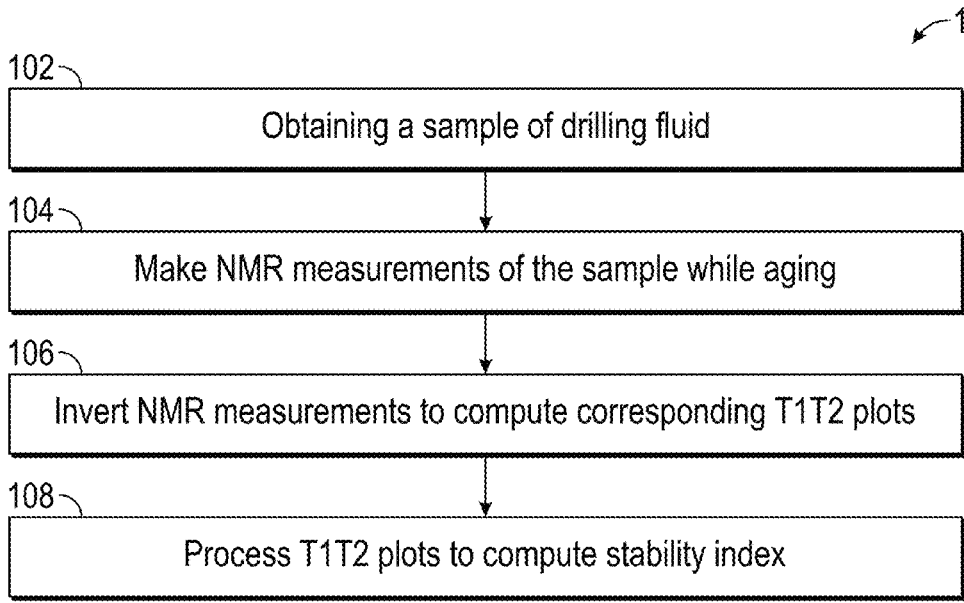 1
102
Obtaining a sample of drilling fluid
104
Make NMR measurements of the sample while aging
106
Invert NMR measurements to compute corresponding T1T2 plots
108
Process T1T2 plots to compute stability index